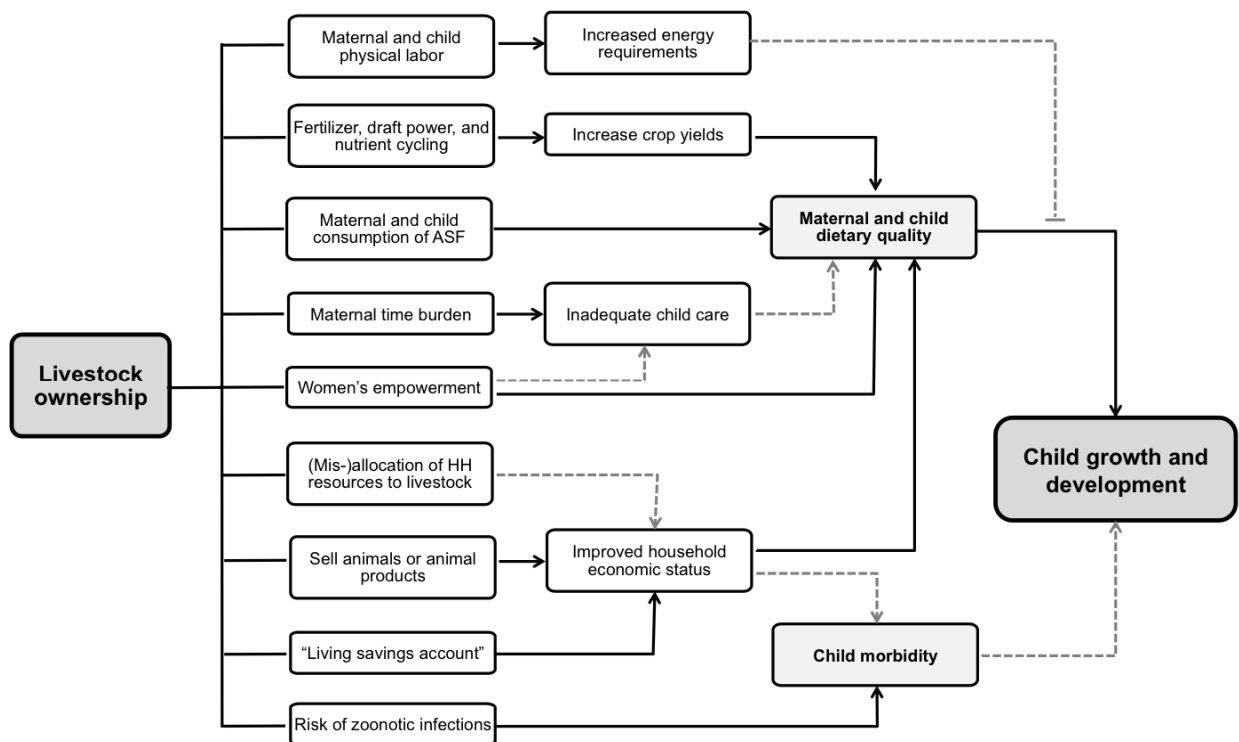 Maternal and child
physical labor
Increased energy
requirements
Fertilizer, draft power, and
nutrient cycling
Increase crop yields
Maternal and child
consumption of ASF
Maternal and child
dietary quality
Maternal time burden
Inadequate child care
Livestock
ownership
Women’s empowerment
(Mis-)allocation of HH
resources to livestock
Child growth and
development
Sell animals or animal
products
Improved household
economic status
“Living savings account”
Child morbidity
Risk of zoonotic infections